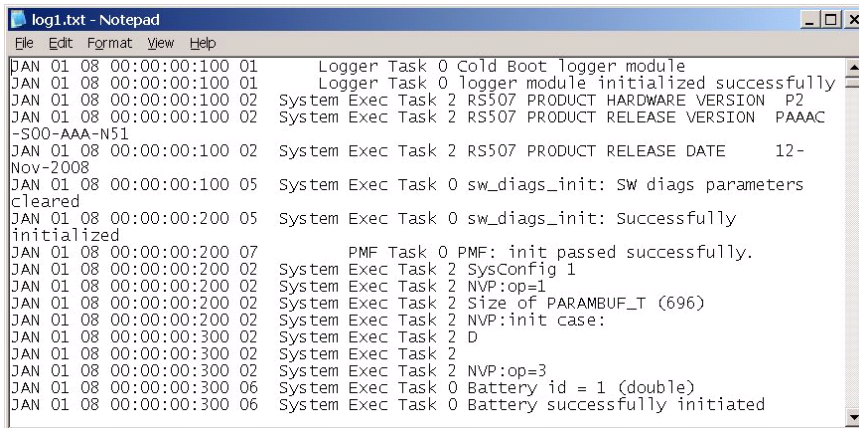 log1.txt - Notepad
File Edit Format View Help
JAN 01 08 00:00:00:100 01 Logger Task 0 Cold Boot logger module
JAN 01 08 00:00:00:100 01 Logger Task 0 logger module initialized successfully
JAN 01 08 00:00:00:100 02 System Exec Task 2 RS507 PRODUCT HARDWARE VERSION P2
JAN 01 08 00:00:00:100 02 System Exec Task 2 RS507 PRODUCT RELEASE VERSION PAAAC
-S00-AAA-N51
JAN 01 08 00:00:00:100 02 System Exec Task 2 RS507 PRODUCT RELEASE DATE 12-
Nov-2008
JAN 01 08 00:00:00:100 05 System Exec Task 0 sw_diags_init: SW diags parameters
cleared
JAN 01 08 00:00:00:200 05 System Exec Task 0 sw_diags_init: Successfully
initialized
JAN 01 08 00:00:00:200 07 PMF Task 0 PMF: init passed successfully.
JAN 01 08 00:00:00:200 02 System Exec Task 2 SysConfig 1
JAN 01 08 00:00:00:200 02 System Exec Task 2 NVP:op=1
JAN 01 08 00:00:00:200 02 System Exec Task 2 Size of PARAMBUF_T (696)
JAN 01 08 00:00:00:200 02 System Exec Task 2 NVP:init case:
JAN 01 08 00:00:00:300 02 System Exec Task 2 D
JAN 01 08 00:00:00:300 02 System Exec Task 2
JAN 01 08 00:00:00:300 02 System Exec Task 2 NVP:op=3
JAN 01 08 00:00:00:300 06 System Exec Task 0 Battery id = 1 (double)
JAN 01 08 00:00:00:300 06 System Exec Task 0 Battery successfully initiated